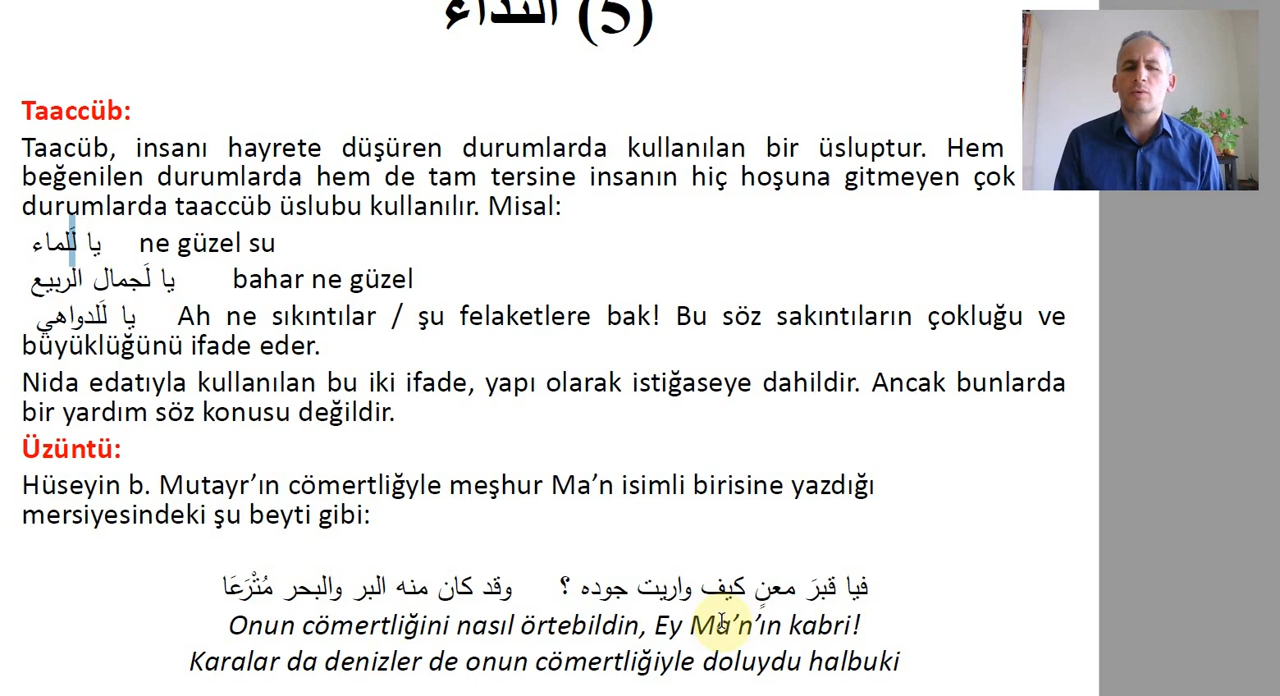 (5) النداء
Taaccüb:
Taacüb, insanı hayrete düşüren durumlarda kullanılan bir üsluptur. Hem
beğenilen durumlarda hem de tam tersine insanın hiç hoşuna gitmeyen çok
durumlarda taaccüb üslubu kullanılır. Misal:
يا لَلماء ne güzel su
يا لَجمال الربيع bahar ne güzel
يا لَلدواهي Ah ne sıkıntılar / şu felaketlere bak! Bu söz sakıntıların çokluğu ve
büyüklüğünü ifade eder.
Nida edatıyla kullanılan bu iki ifade, yapı olarak istiğaseye dahildir. Ancak bunlarda
bir yardım söz konusu değildir.
Üzüntü:
Hüseyin b. Mutayr’ın cömertliğyle meşhur Ma’n isimli birisine yazdığı
mersiyesindeki şu beyti gibi:
فيا قبرَ معنٍ كيف واريت جوده ؟ وقد كان منه البر والبحر مُتْرَعَا
Onun cömertliğini nasıl örtebildin, Ey Ma’n’ın kabri!
Karalar da denizler de onun cömertliğiyle doluydu halbuki